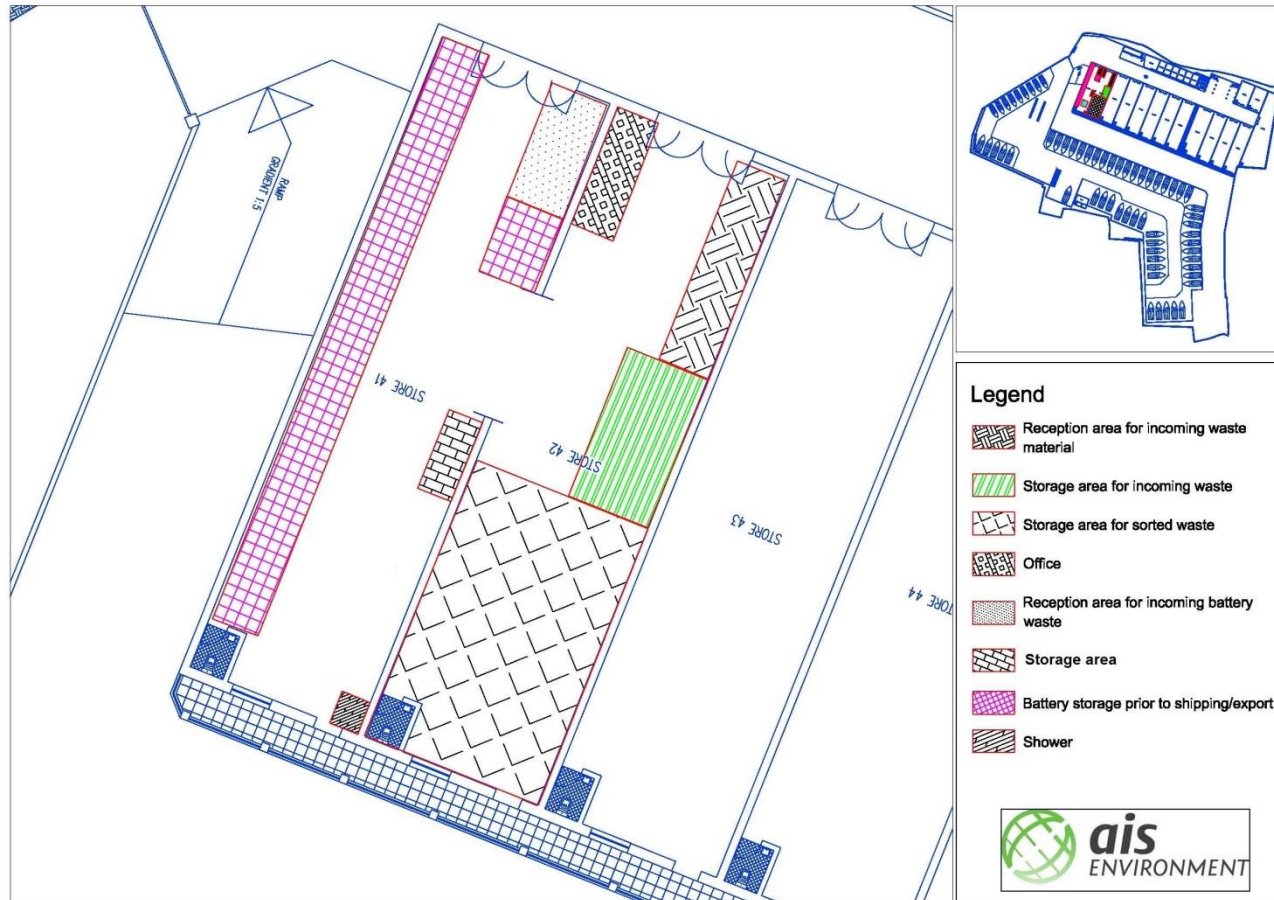 RAMP
GRADIENT 1:5
STORE 41
STORE 42
STORE 43
STORE 44
Legend
Reception area for incoming waste
material
Storage area for incoming waste
Storage area for sorted waste
Office
Reception area for incoming battery
waste
Storage area
Battery storage prior to shipping/export
Shower
ais
ENVIRONMENT